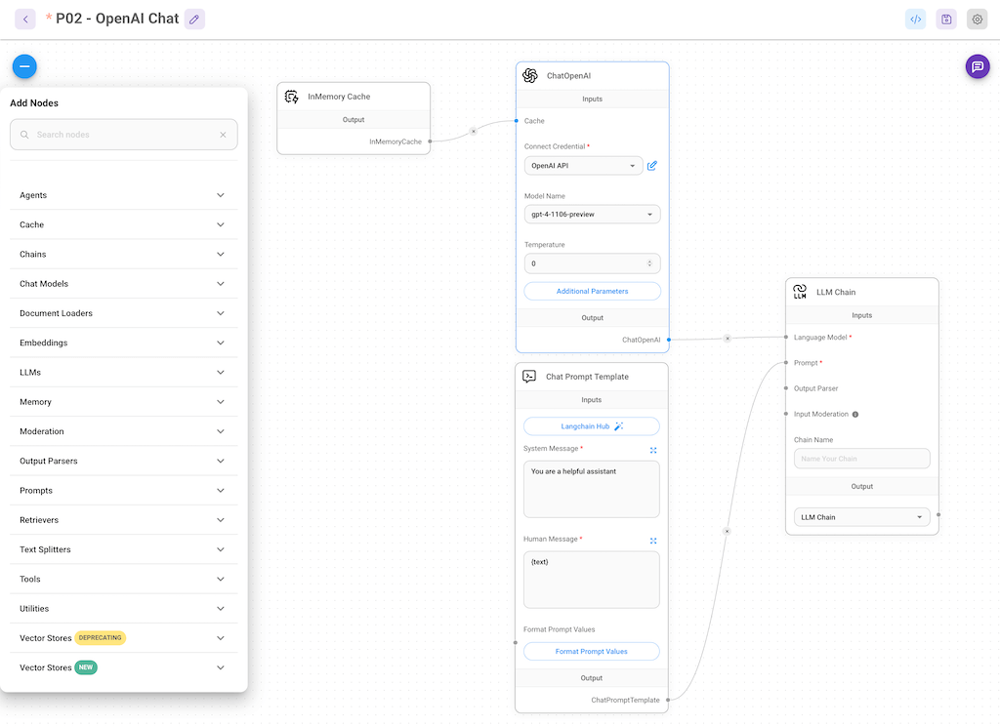 * P02 - OpenAI Chat
Add Nodes
Search nodes
Agents
Cache
Chains
Chat Models
Document Loaders
Embeddings
LLMs
Memory
Moderation
Output Parsers
Prompts
Retrievers
Text Splitters
Tools
Utilities
Vector Stores DEPRECATING
Vector Stores NEW
InMemory Cache
Output
InMemoryCache
ChatOpenAI
Inputs
Cache
Connect Credential *
OpenAI API
Model Name
gpt-4-1106-preview
Temperature
0
Additional Parameters
Output
ChatOpenAI
Chat Prompt Template
Inputs
Langchain Hub
System Message *
You are a helpful assistant
Human Message *
{text}
Format Prompt Values
Format Prompt Values
Output
ChatPromptTemplate
LLM
LLM Chain
Inputs
Language Model *
Prompt *
Output Parser
Input Moderation
Chain Name
Name Your Chain
Output
LLM Chain